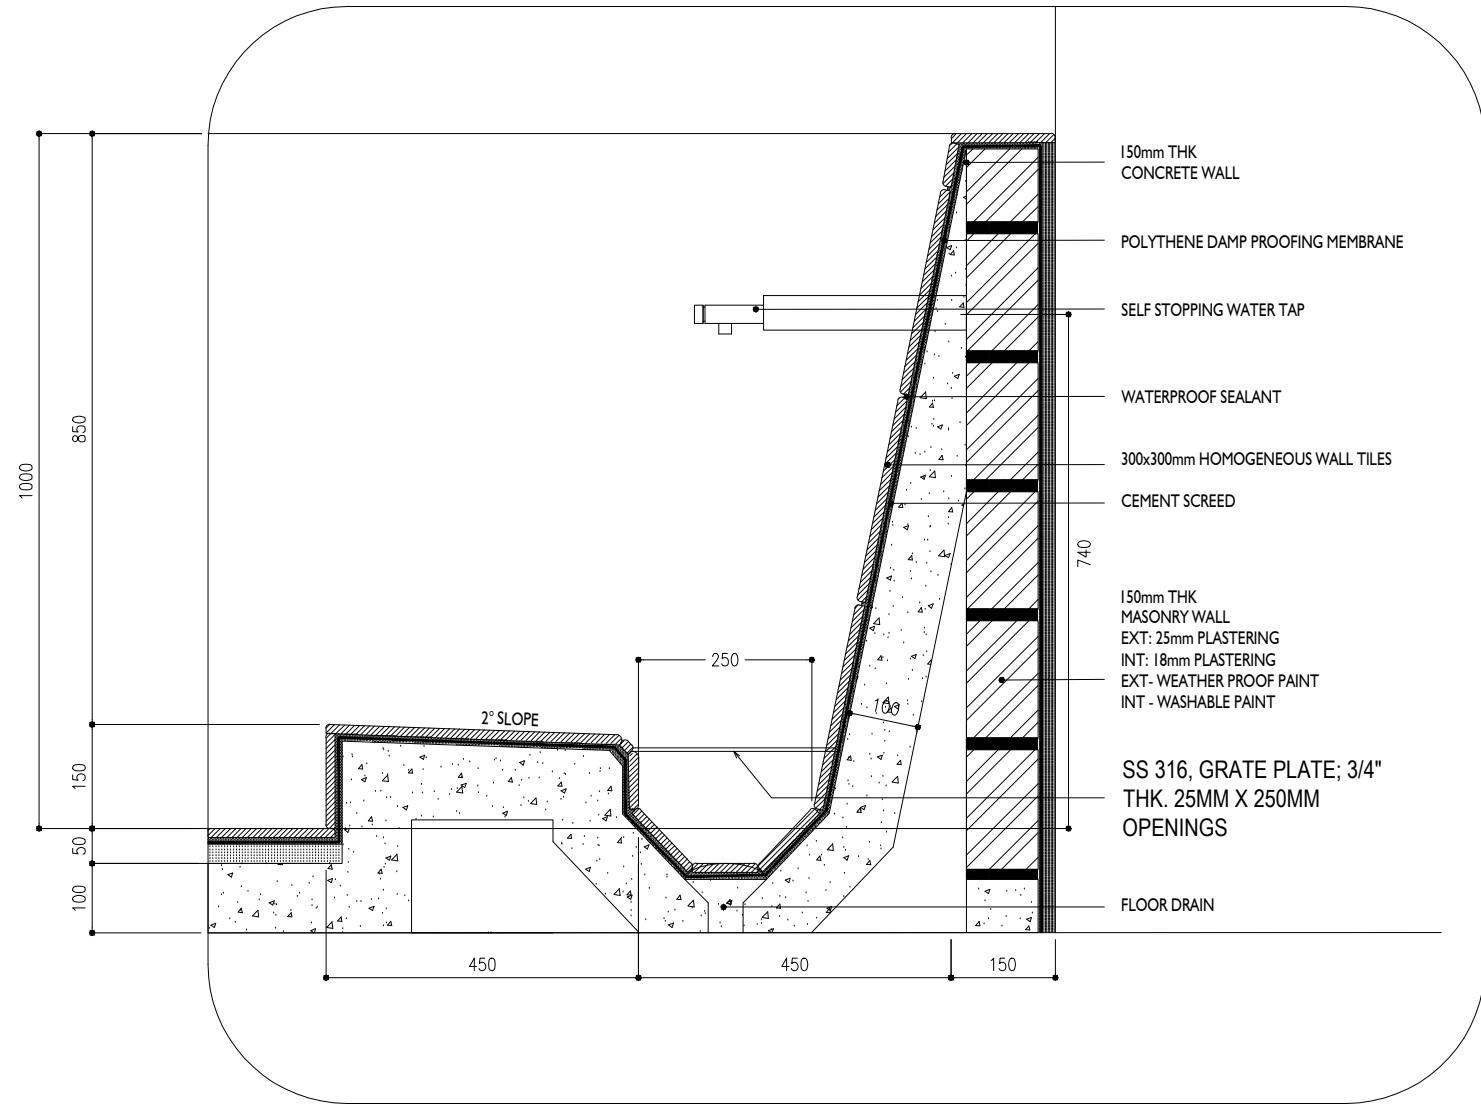 150mm THK
CONCRETE WALL
POLYTHENE DAMP PROOFING MEMBRANE
SELF STOPPING WATER TAP
WATERPROOF SEALANT
300x300mm HOMOGENEOUS WALL TILES
CEMENT SCREED
150mm THK
MASONRY WALL
EXT: 25mm PLASTERING
INT: 18mm PLASTERING
EXT- WEATHER PROOF PAINT
INT - WASHABLE PAINT
SS 316, GRATE PLATE; 3/4"
THK. 25MM X 250MM
OPENINGS
FLOOR DRAIN
1000
850
150
50
100
2° SLOPE
250
100
740
450
450
150